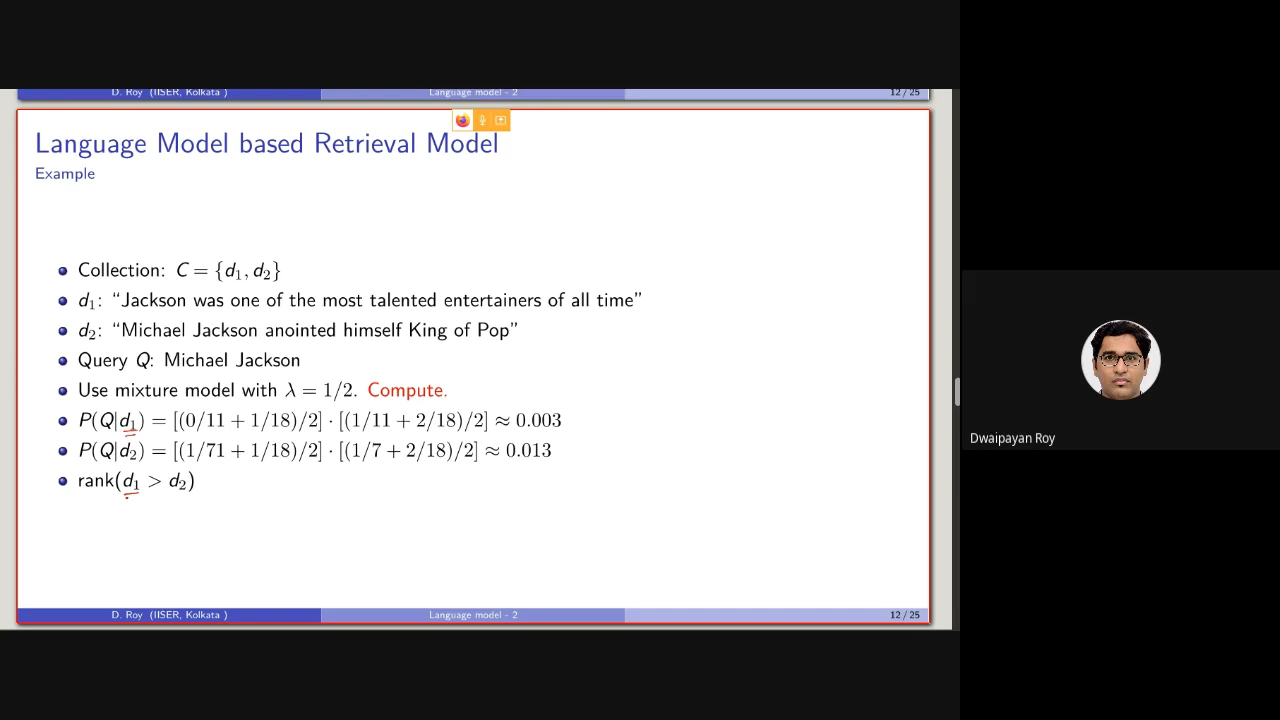 D. Roy (IISER, Kolkata ) Language model - 2 12 / 25
Language Model based Retrieval Model
Example
Collection: C = {d₁, d₂}
d₁: “Jackson was one of the most talented entertainers of all time”
d₂: “Michael Jackson anointed himself King of Pop”
Query Q: Michael Jackson
Use mixture model with λ = 1/2. Compute.
P(Q|d₁) = [(0/11 + 1/18)/2] · [(1/11 + 2/18)/2] ≈ 0.003
P(Q|d₂) = [(1/71 + 1/18)/2] · [(1/7 + 2/18)/2] ≈ 0.013
rank(d₁ > d₂)
D. Roy (IISER, Kolkata ) Language model - 2 12 / 25
Dwaipayan Roy